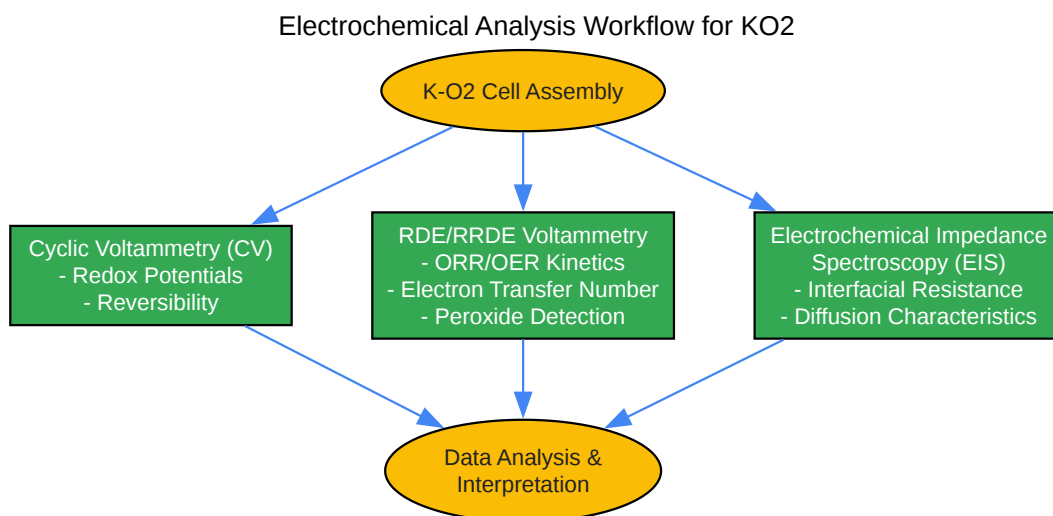 Electrochemical Analysis Workflow for KO2
K-O2 Cell Assembly
Cyclic Voltammetry (CV)
- Redox Potentials
- Reversibility
RDE/RRDE Voltammetry
- ORR/OER Kinetics
- Electron Transfer Number
- Peroxide Detection
Electrochemical Impedance
Spectroscopy (EIS)
- Interfacial Resistance
- Diffusion Characteristics
Data Analysis &
Interpretation